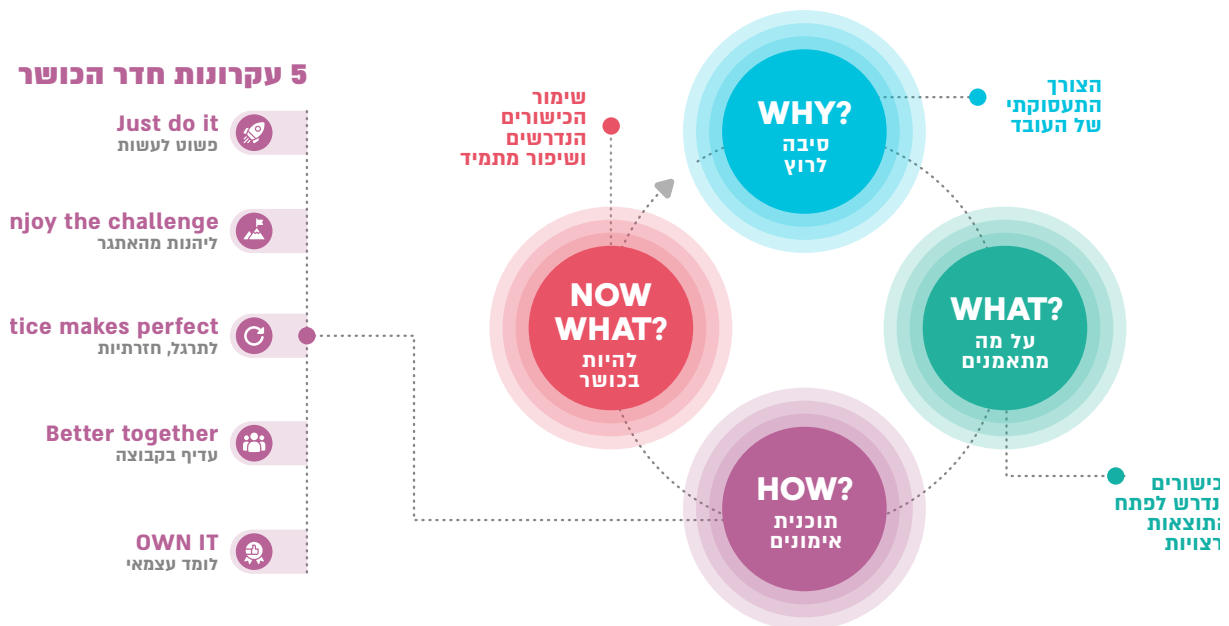 5 עקרונות חדר הכושר
Just do it
פשוט לעשות
njoy the challenge
ליהנות מהאתגר
tice makes perfect
לתרגל, חזרתיות
Better together
עדיף בקבוצה
OWN IT
לומד עצמאי
WHY?
סיבה
לרוץ
הצורך
התעסוקתי
של העובד
WHAT?
על מה
מתאמנים
כישורים
נדרש לפתח
התוצאות
רצויות
HOW?
תוכנית
אימונים
NOW
WHAT?
להיות
בכושר
שימור
הכישורים
הנדרשים
ושיפור מתמיד